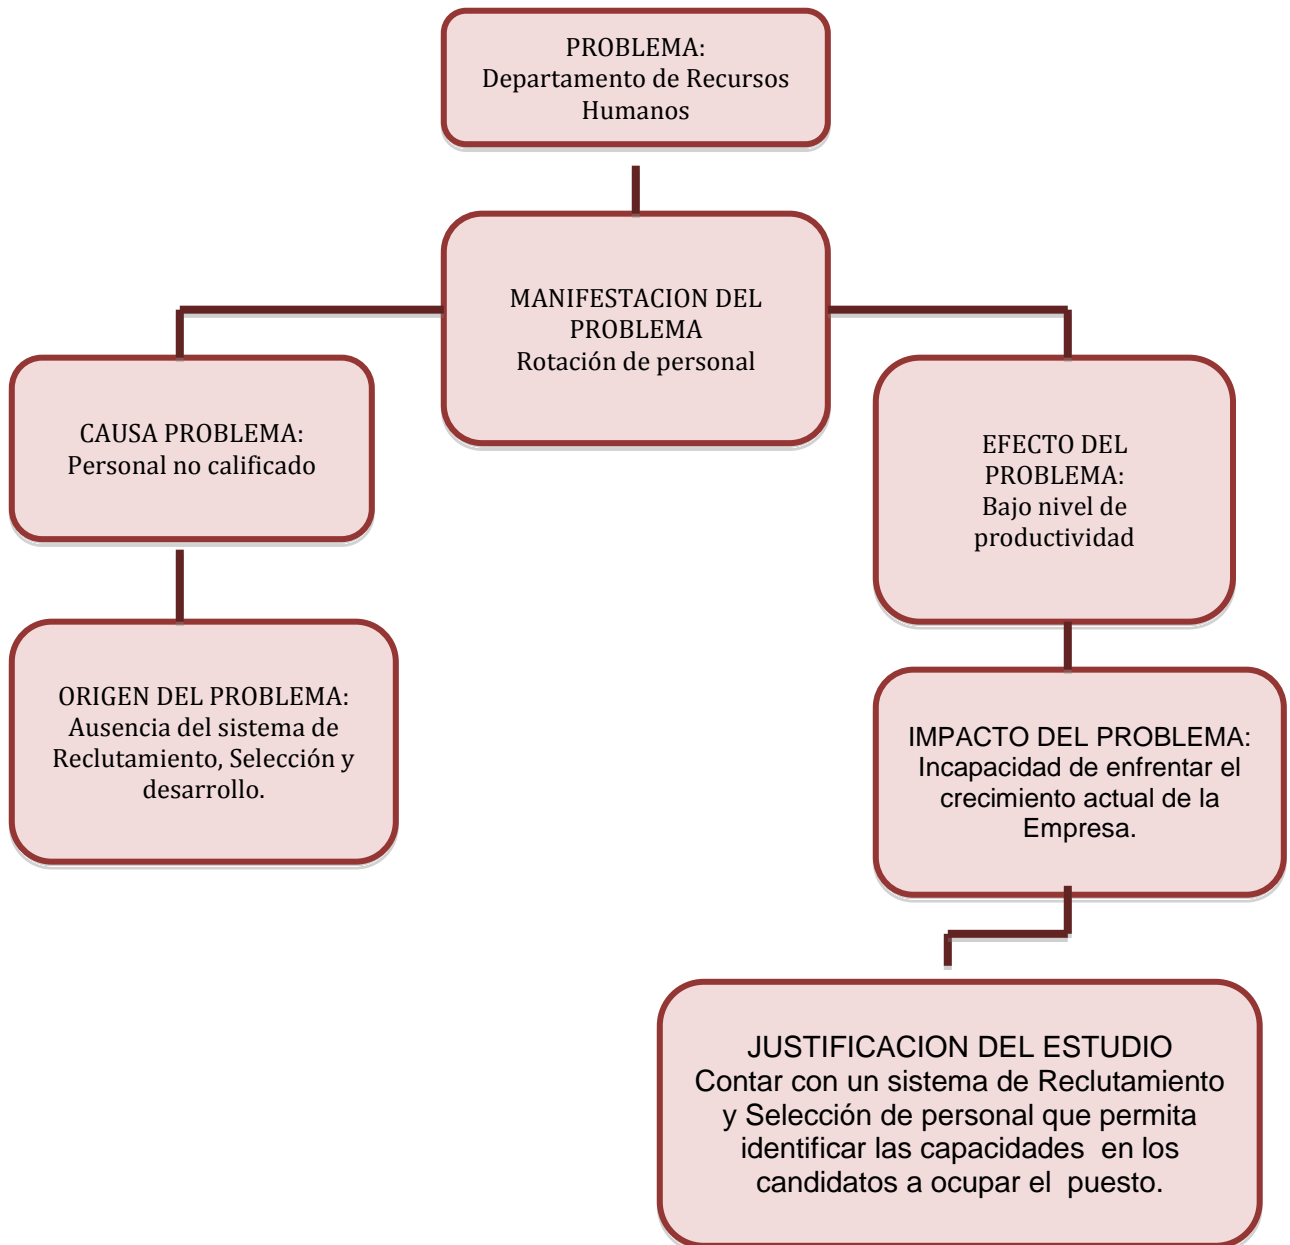 PROBLEMA:
Departamento de Recursos
Humanos
MANIFESTACION DEL
PROBLEMA
Rotación de personal
CAUSA PROBLEMA:
Personal no calificado
EFECTO DEL
PROBLEMA:
Bajo nivel de
productividad
ORIGEN DEL PROBLEMA:
Ausencia del sistema de
Reclutamiento, Selección y
desarrollo.
IMPACTO DEL PROBLEMA:
Incapacidad de enfrentar el
crecimiento actual de la
Empresa.
JUSTIFICACION DEL ESTUDIO
Contar con un sistema de Reclutamiento
y Selección de personal que permita
identificar las capacidades  en los
candidatos a ocupar el  puesto.